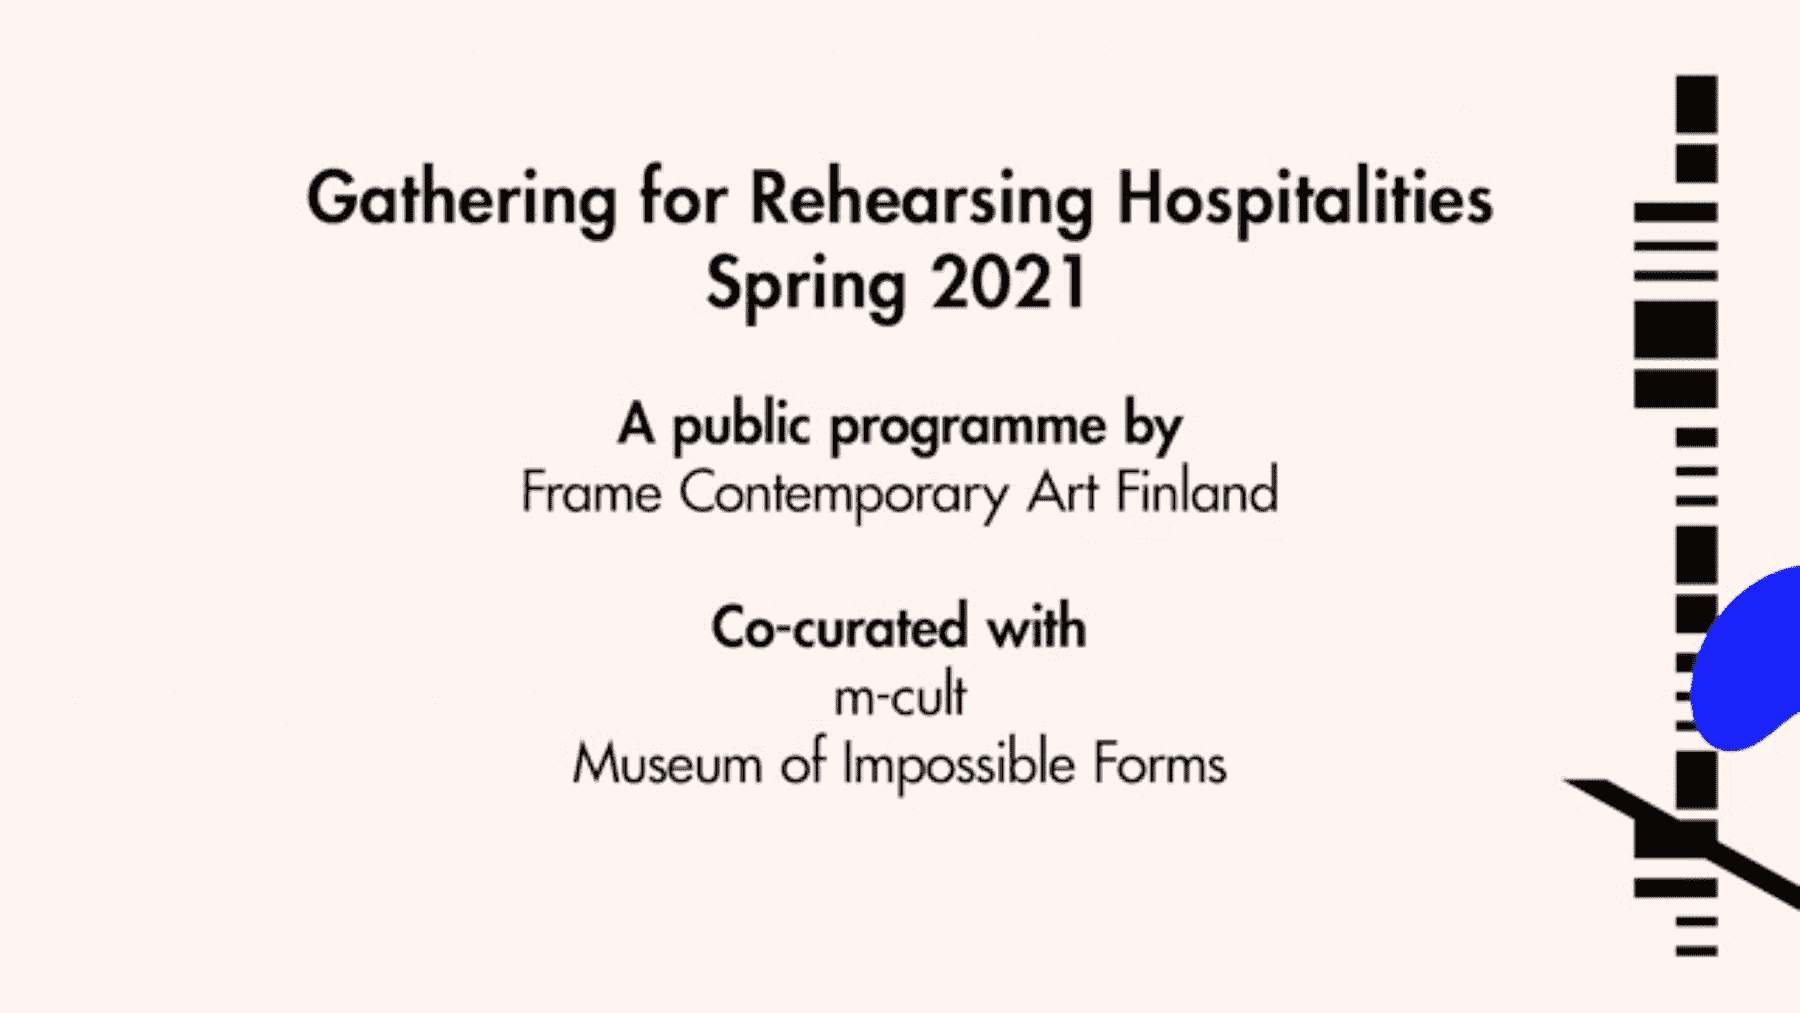 Gathering for Rehearsing Hospitalities
Spring 2021
A public programme by
Frame Contemporary Art Finland
Co-curated with
m-cult
Museum of Impossible Forms